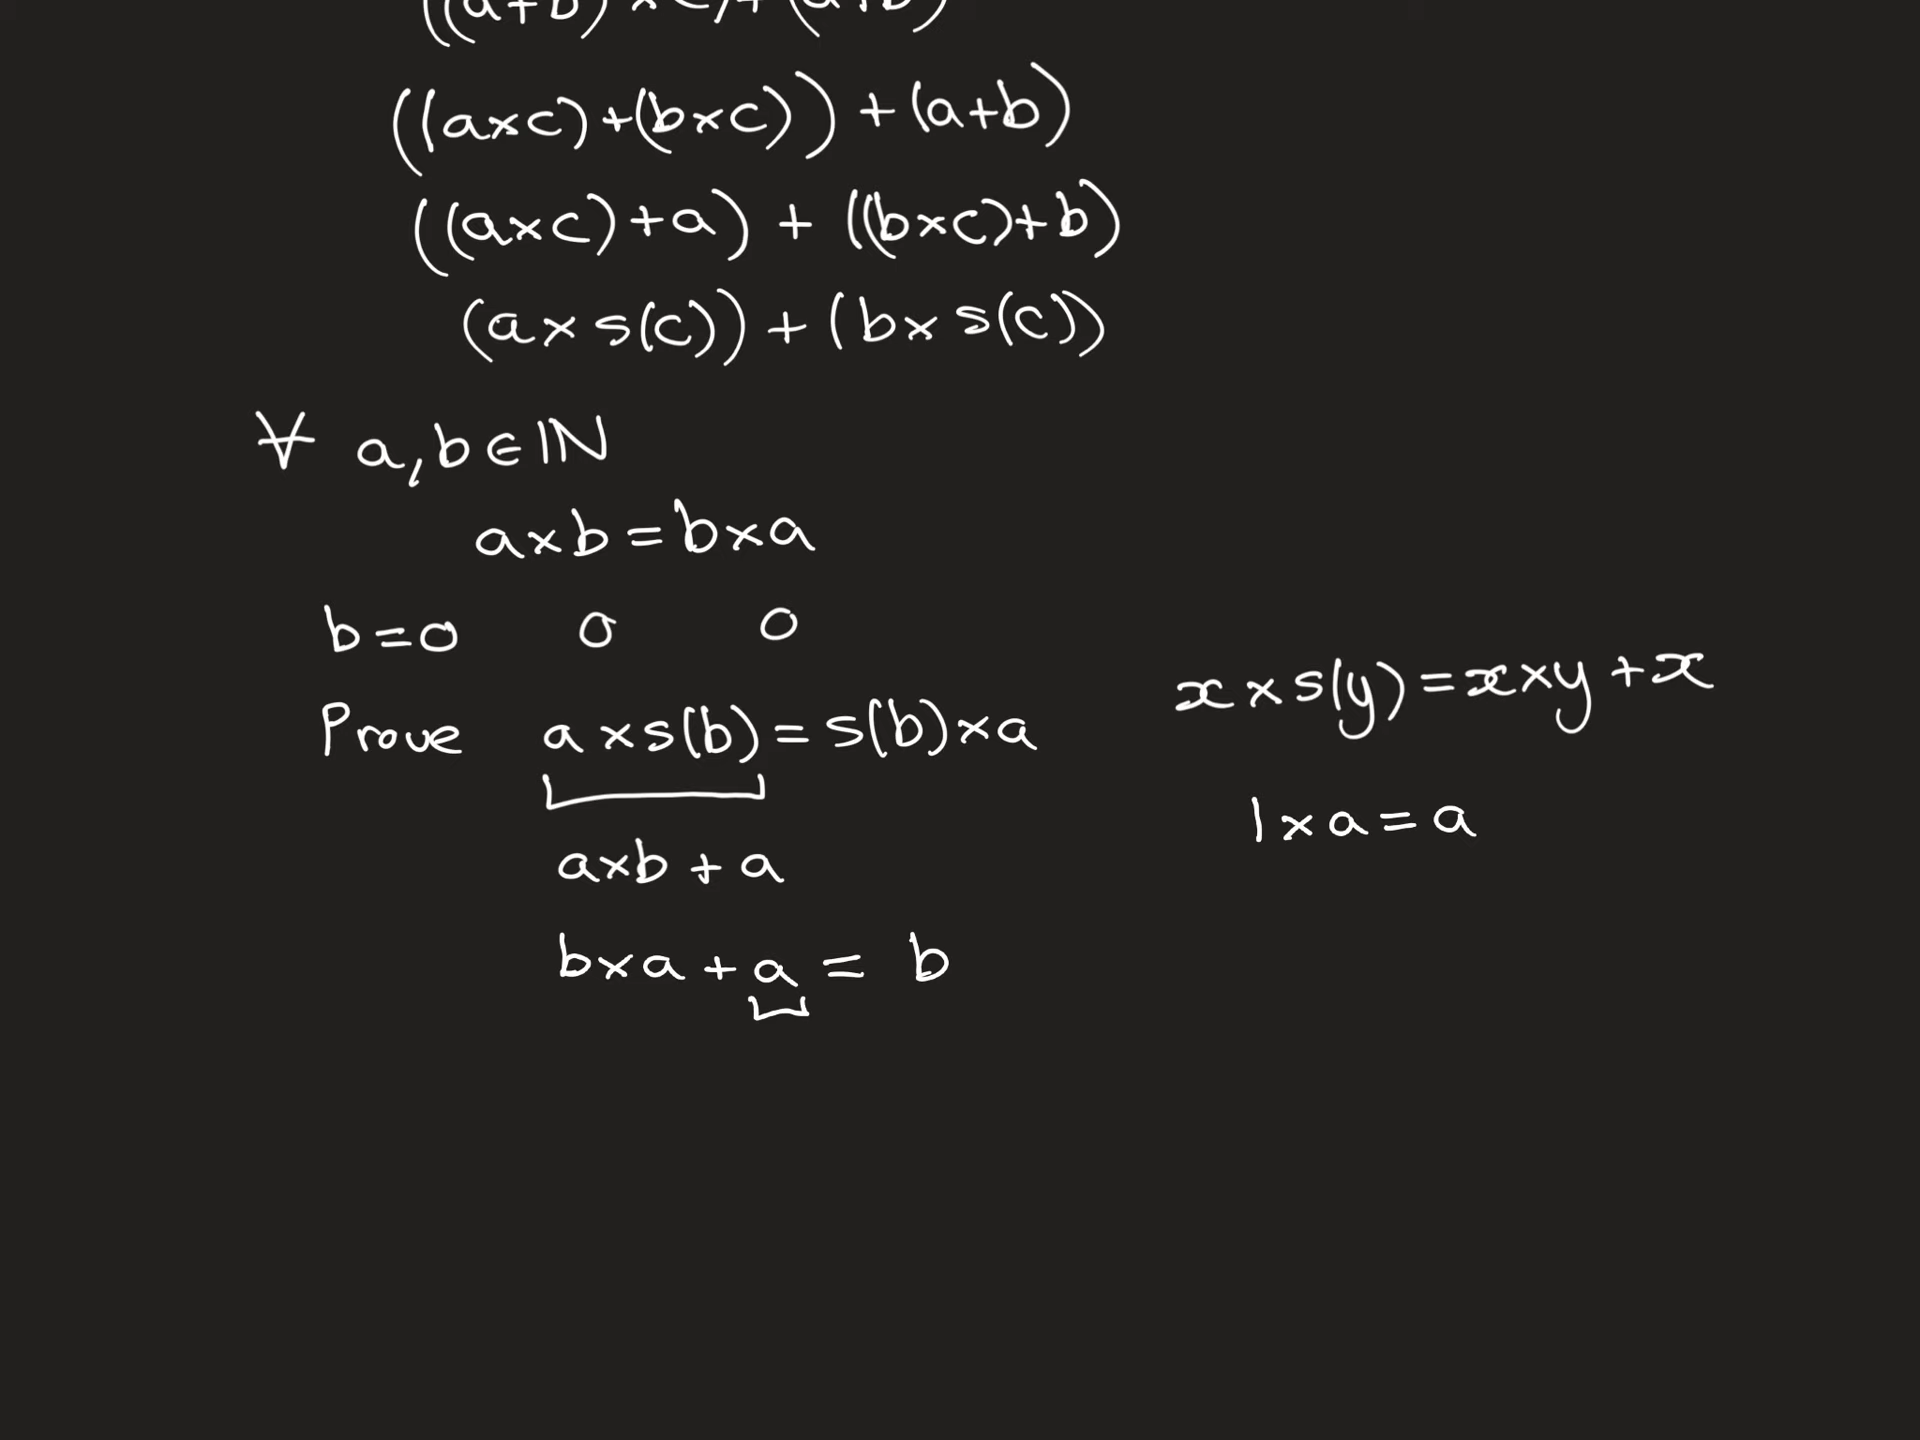 ((a+b)×c)+(a+b)
((a×c)+(b×c))+(a+b)
((a×c)+a)+((b×c)+b)
(a×s(c))+(b×s(c))
∀ a,b∈ℕ
a×b=b×a
b=0 0 0
Prove a×s(b)=s(b)×a
x×s(y)=x×y+x
a×b+a
1×a=a
b×a+a=b